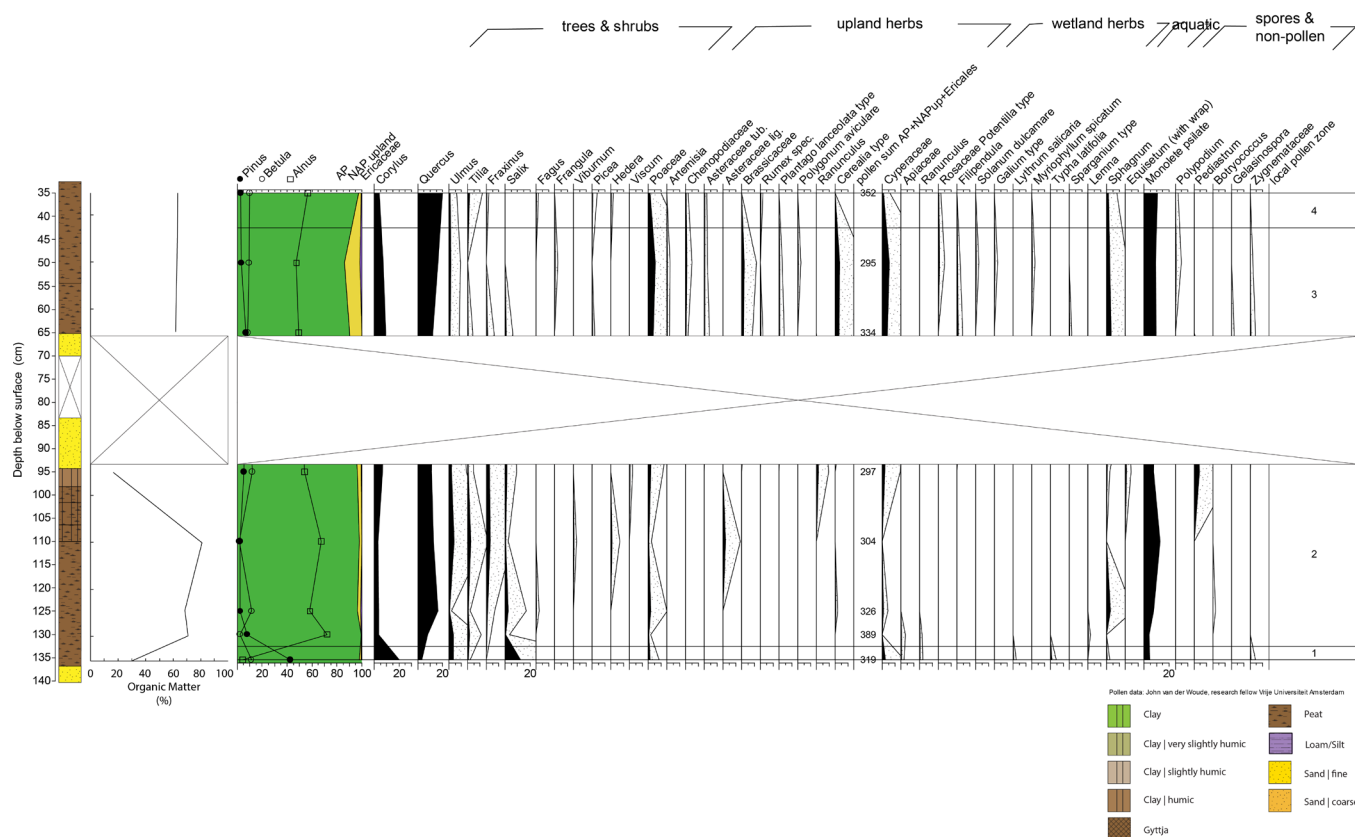 trees & shrubs
upland herbs
wetland herbs
aquatic
spores &
non-pollen
Pinus
Betula
Alnus
AP
NAP upland
Ericaceae
Corylus
Quercus
Ulmus
Tilia
Fraxinus
Salix
Fagus
Frangula
Viburnum
Picea
Hedera
Viscum
Poaceae
Artemisia
Chenopodiaceae
Asteraceae tub.
Asteraceae lig.
Brassicaceae
Rumex spec.
Plantago lanceolata type
Polygonum aviculare
Ranunculus
Cerealia type
pollen sum AP+NAPup+Ericales
Cyperaceae
Apiaceae
Ranunculus
Rosaceae Potentilla type
Filipendula
Solanum dulcamare
Galium type
Lythrum salicaria
Myriophyllum spicatum
Typha latifolia
Sparganium type
Lemna
Sphagnum
Equisetum (with wrap)
Monolete psilate
Polypodium
Pediastrum
Botryococcus
Gelasinospora
Zygnemataceae
local pollen zone
Depth below surface (cm)
35
40
45
50
55
60
65
70
75
80
85
90
95
100
105
110
115
120
125
130
135
140
352
295
334
297
304
326
389
319
4
3
2
1
0 20 40 60 80 100
Organic Matter
(%)
20 40 60 80 100 20 20 20
Pollen data: John van der Woude, research fellow Vrije Universiteit Amsterdam
Clay
Clay | very slightly humic
Clay | slightly humic
Clay | humic
Gyttja
Peat
Loam/Silt
Sand | fine
Sand | coarse